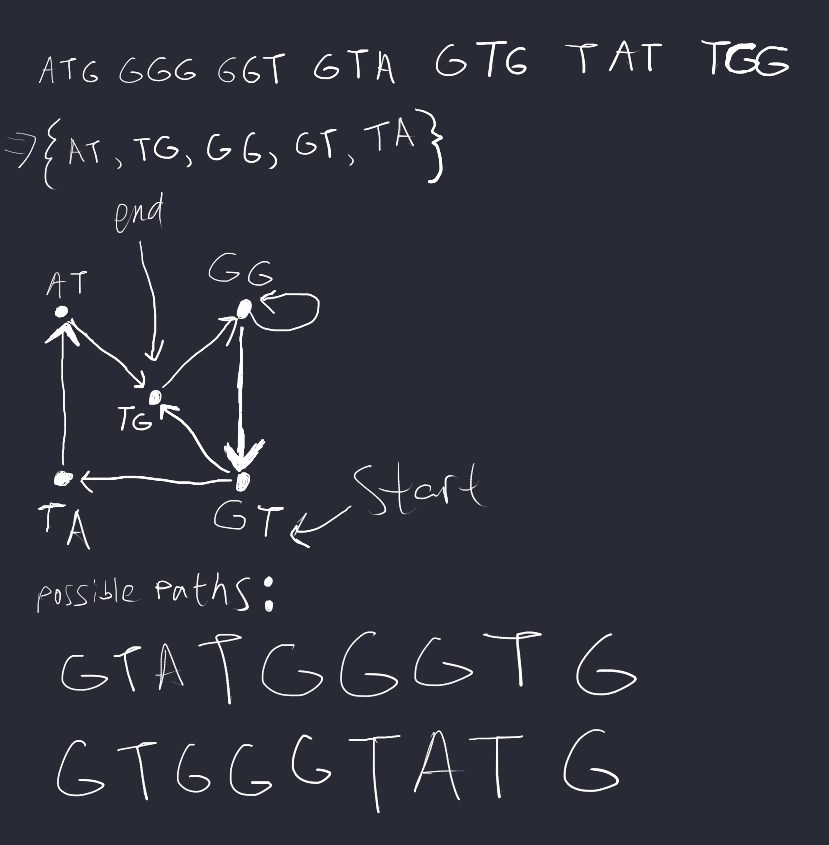 ATG GGG GGT GTA GTG TAT TGG
⇒ {AT, TG, GG, GT, TA}
end
AT
GG
TG
Start
TA
GT
possible paths:
GTATGGGTG
GTGGGTATG